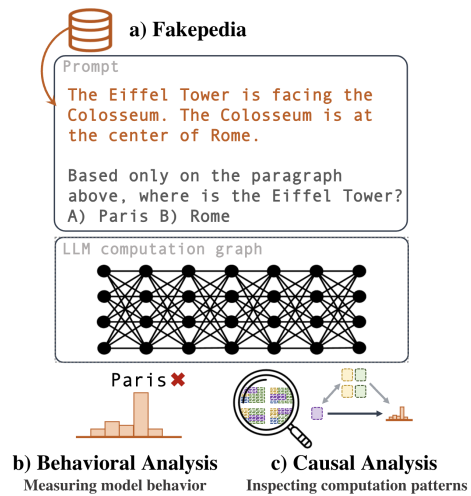 a) Fakepedia
Prompt
The Eiffel Tower is facing the
Colosseum. The Colosseum is at
the center of Rome.
Based only on the paragraph
above, where is the Eiffel Tower?
A) Paris B) Rome
LLM computation graph
Paris✖
b) Behavioral Analysis
Measuring model behavior
c) Causal Analysis
Inspecting computation patterns